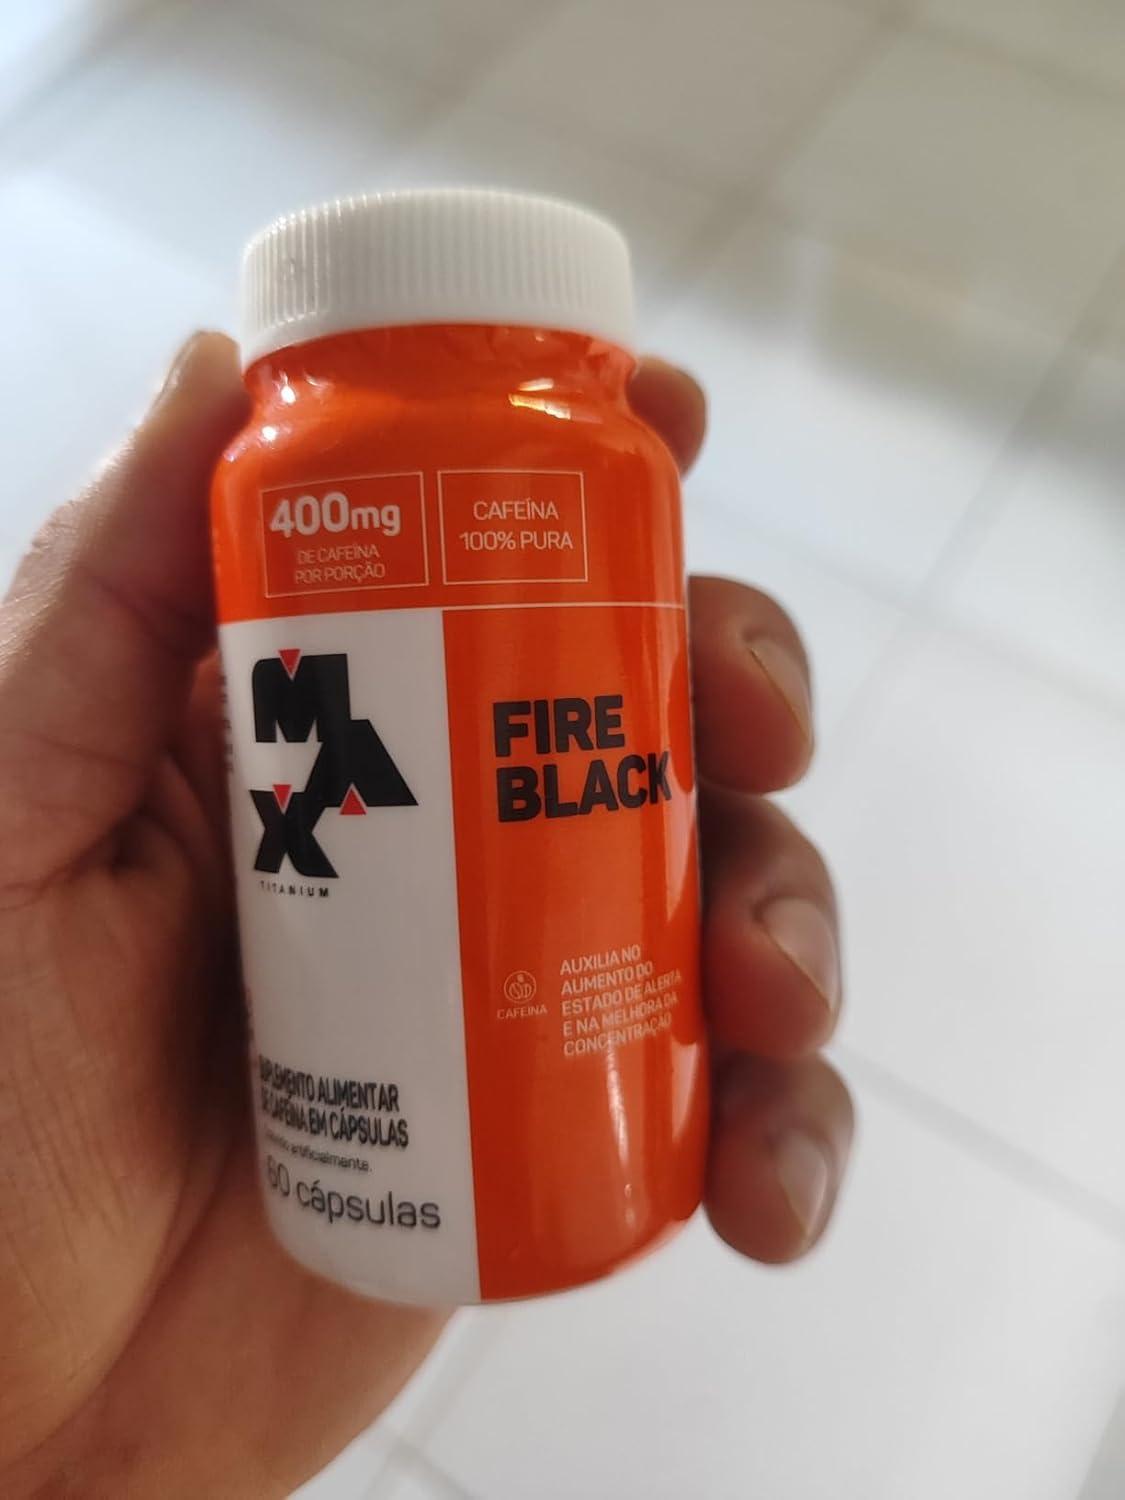 400mg
DE CAFEÍNA
POR PORÇÃO
CAFEÍNA
100% PURA
MAX
TITANIUM
FIRE
BLACK
CAFEÍNA
AUXILIA NO
AUMENTO DO
ESTADO DE ALERTA
E NA MELHORA DA
CONCENTRAÇÃO
SUPLEMENTO ALIMENTAR
DE CAFEÍNA EM CÁPSULAS
artificialmente.
60 cápsulas